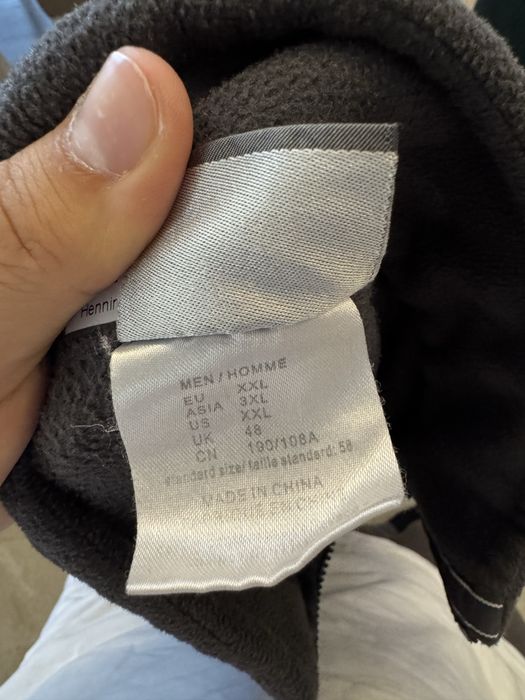 Hennin
MEN / HOMME
EU XXL
ASIA 3XL
US XXL
UK 48
CN 190/108A
standard size/ taille standard: 58
MADE IN CHINA